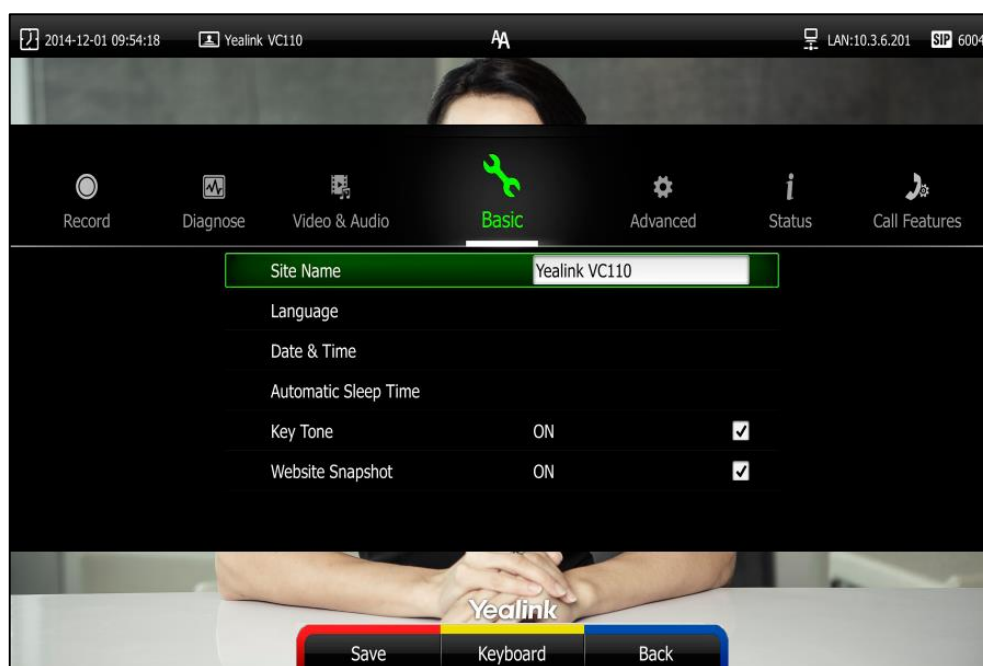 2014-12-01 09:54:18 Yealink VC110 AA LAN:10.3.6.201 SIP 6004
Record Diagnose Video & Audio Basic Advanced Status Call Features
Site Name Yealink VC110
Language
Date & Time
Automatic Sleep Time
Key Tone ON
Website Snapshot ON
Yealink
Save Keyboard Back